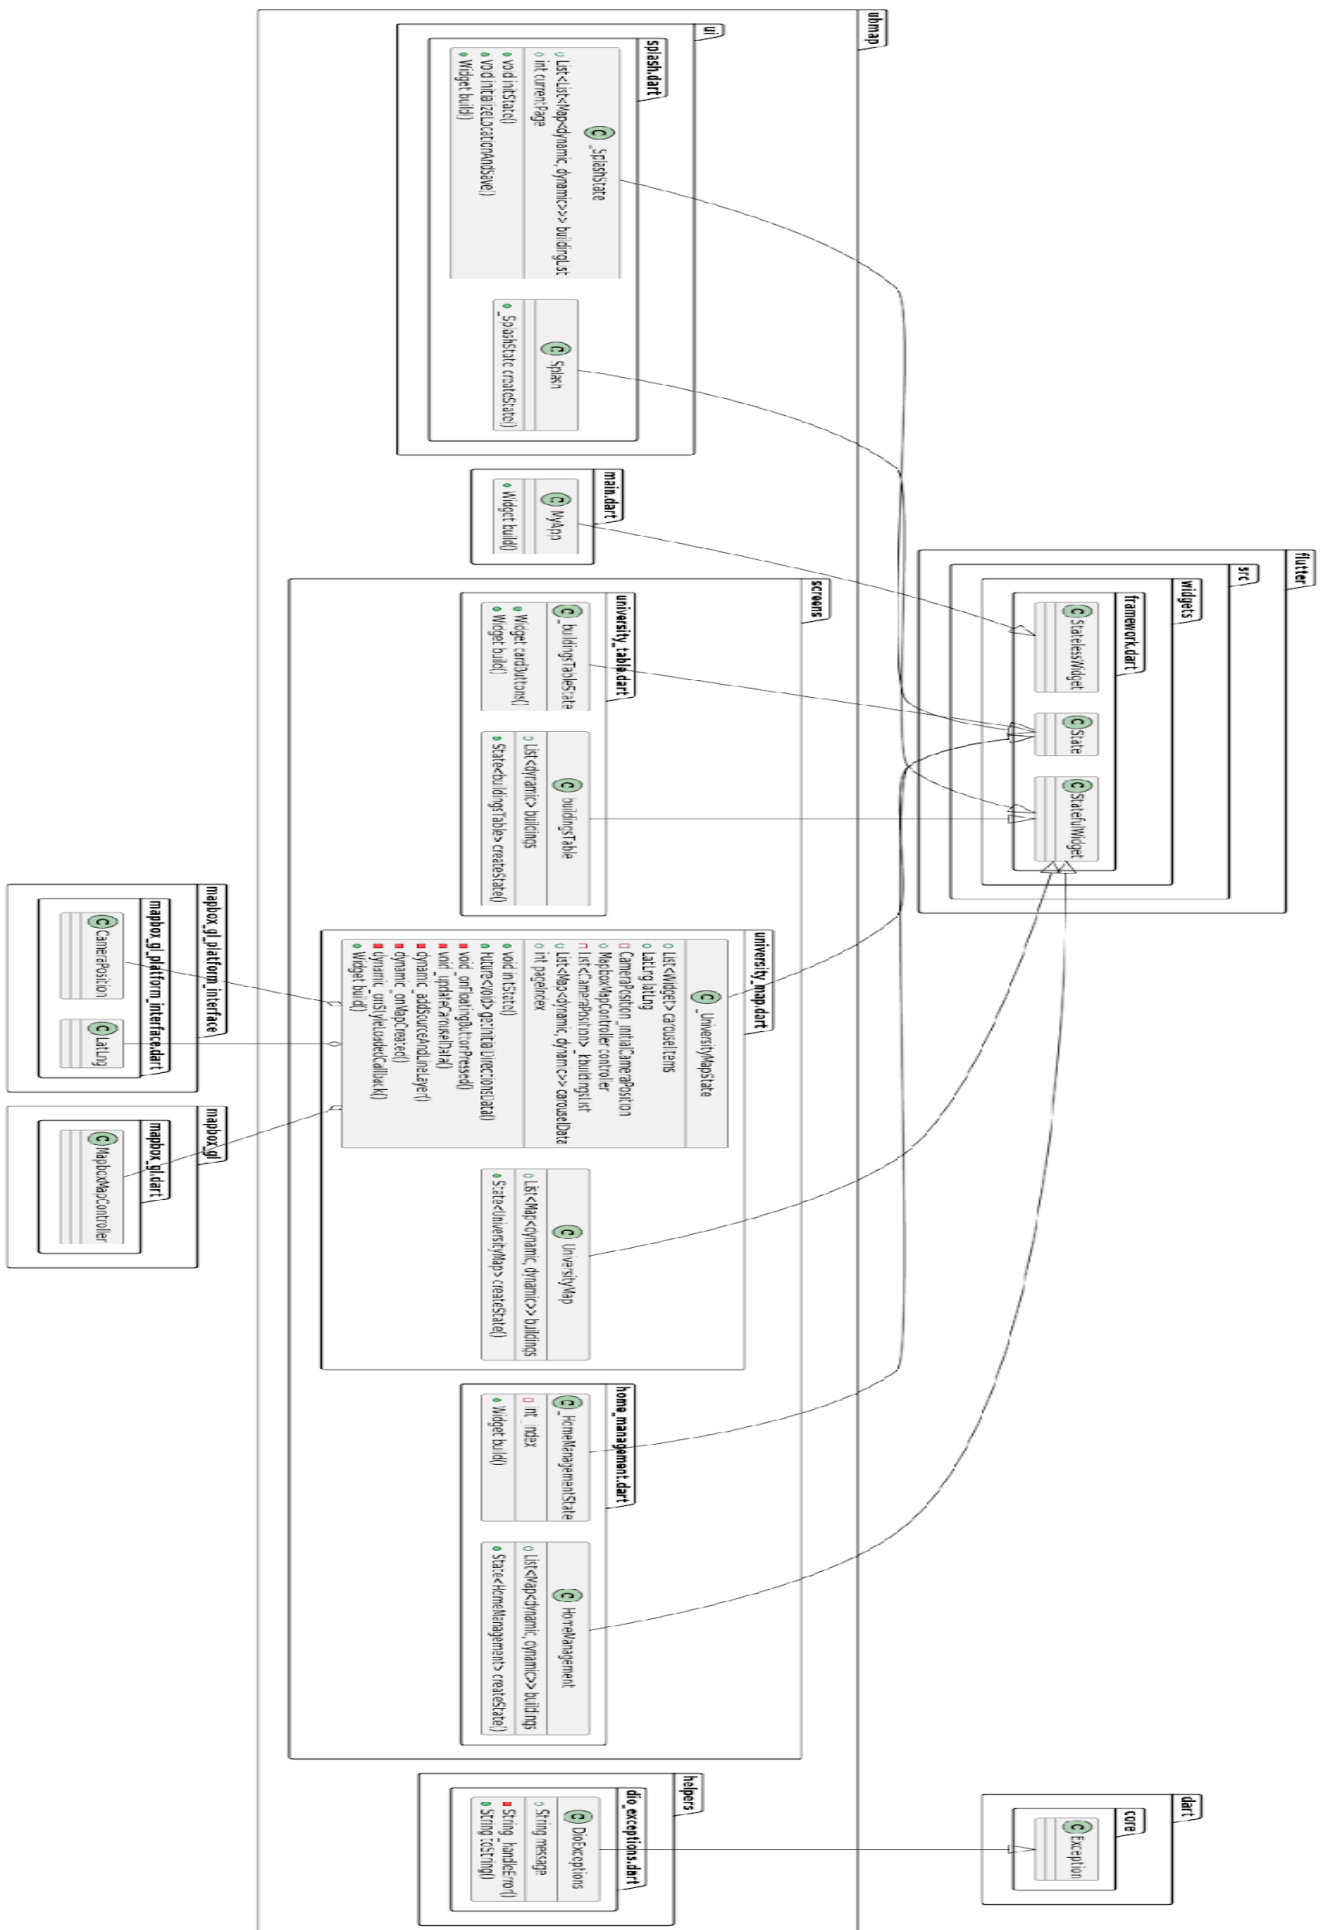 flutter
src
widgets
framework.dart
StatelessWidget
State
StatefulWidget
dart
core
Exception
ubmap
ui
splash.dart
_SplashState
List<List<Map<dynamic, dynamic>>> buildingList
int currentPage
void initState()
void initializeLocationAndSave()
Widget build()
Splash
_SplashState createState()
main.dart
MyApp
Widget build()
screens
university_table.dart
_buildingsTableState
Widget cardButtons()
Widget build()
buildingsTable
List<dynamic> buildings
State<buildingsTable> createState()
university_map.dart
_UniversityMapState
List<Widget> carouselItems
LatLng latLng
CameraPosition _initialCameraPosition
MapboxMapController controller
List<CameraPosition> _kbuildingsList
List<Map<dynamic, dynamic>> carouselData
int pageIndex
void intState()
Future<void> getInitialDirectionsData()
void _onFloatingButtonPressed()
void _updateCarouselData()
dynamic _addSourceAndLineLayer()
dynamic _onMapCreated()
dynamic _onStyleLoadedCallback()
Widget build()
UniversityMap
List<Map<dynamic, dynamic>> buildings
State<UniversityMap> createState()
home_management.dart
_HomeManagementState
int _index
Widget build()
HomeManagement
List<Map<dynamic, dynamic>> buildings
State<HomeManagement> createState()
helpers
dio_exceptions.dart
DioExceptions
String message
String _handleError()
String toString()
mapbox_gl_platform_interface
mapbox_gl_platform_interface.dart
CameraPosition
LatLng
mapbox_gl
mapbox_gl.dart
MapboxMapController